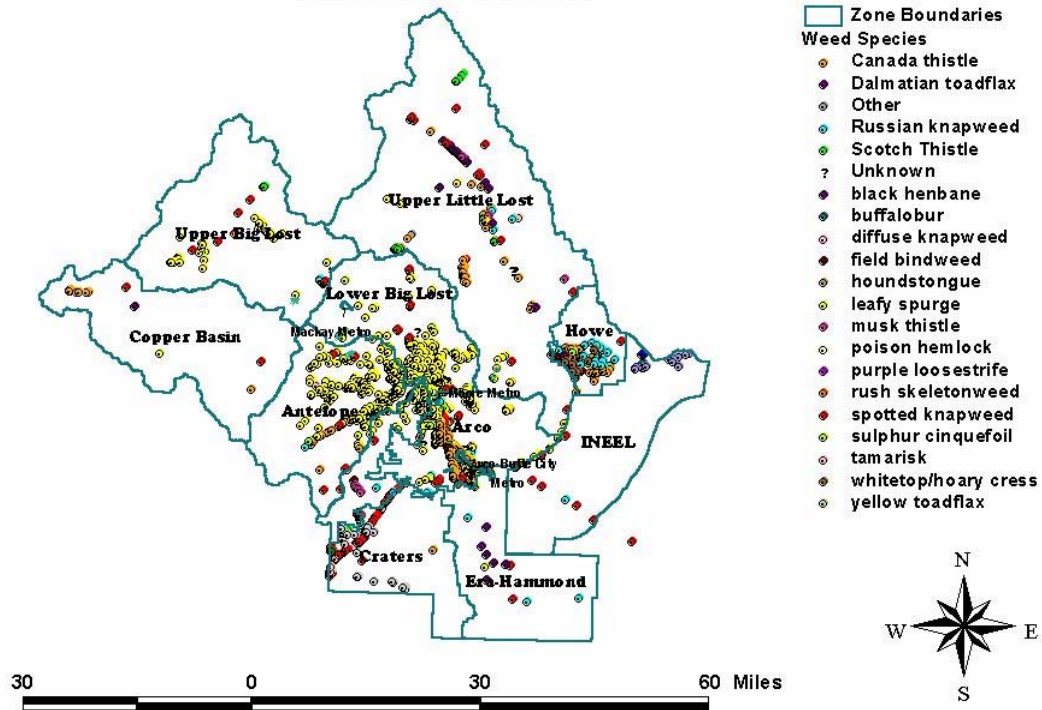 Zone Boundaries
Weed Species
Canada thistle
Dalmatian toadflax
Other
Russian knapweed
Scotch Thistle
? Unknown
black henbane
buffalobur
diffuse knapweed
field bindweed
houndstongue
leafy spurge
musk thistle
poison hemlock
purple loosestrife
rush skeletonweed
spotted knapweed
sulphur cinquefoil
tamarisk
whitetop/hoary cress
yellow toadflax
Upper Little Lost
Upper Big Lost
Lower Big Lost
Mackay Metro
Howe
Copper Basin
?
Moore Metro
Antelope
Arco
INEEL
Arco-Butte City
Metro
Craters
Era-Hammond
N
W
E
S
30
0
30
60 Miles